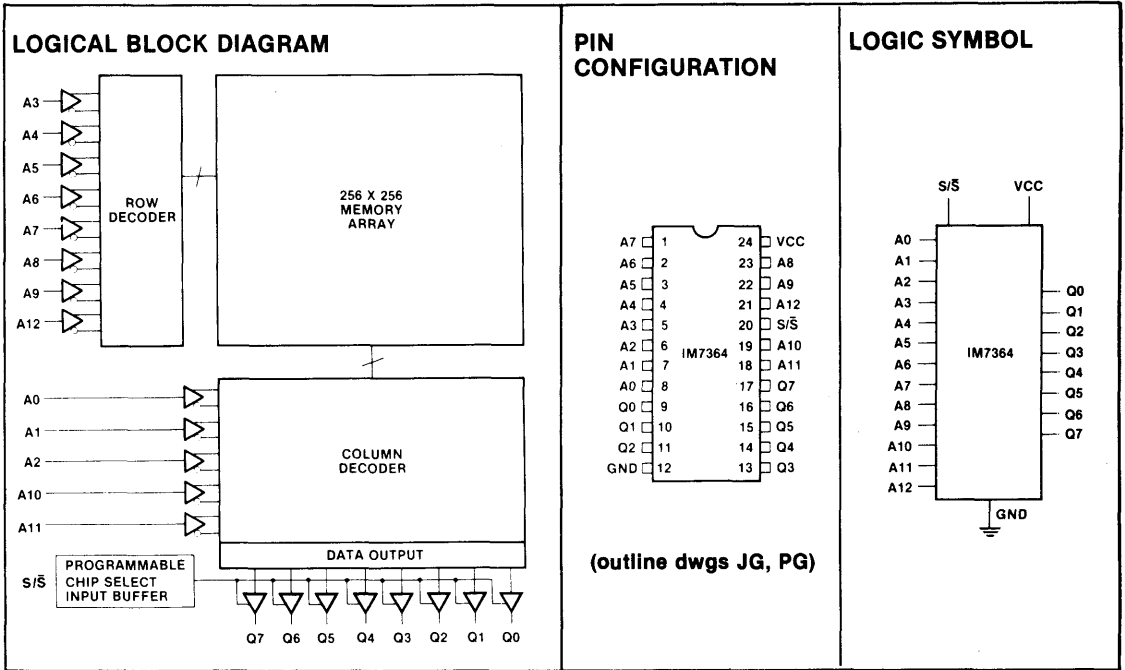 LOGICAL BLOCK DIAGRAM
A3
A4
A5
A6
A7
A8
A9
A12
ROW
DECODER
256 X 256
MEMORY
ARRAY
A0
A1
A2
A10
A11
COLUMN
DECODER
DATA OUTPUT
S/S̅
PROGRAMMABLE
CHIP SELECT
INPUT BUFFER
Q7 Q6 Q5 Q4 Q3 Q2 Q1 Q0
PIN
CONFIGURATION
A7 1 24 VCC
A6 2 23 A8
A5 3 22 A9
A4 4 21 A12
A3 5 20 S/S̅
A2 6 19 A10
IM7364
A1 7 18 A11
A0 8 17 Q7
Q0 9 16 Q6
Q1 10 15 Q5
Q2 11 14 Q4
GND 12 13 Q3
(outline dwgs JG, PG)
LOGIC SYMBOL
S/S̅ VCC
A0
A1
A2
A3
A4
A5
A6
A7
A8
A9
A10
A11
A12
IM7364
Q0
Q1
Q2
Q3
Q4
Q5
Q6
Q7
GND